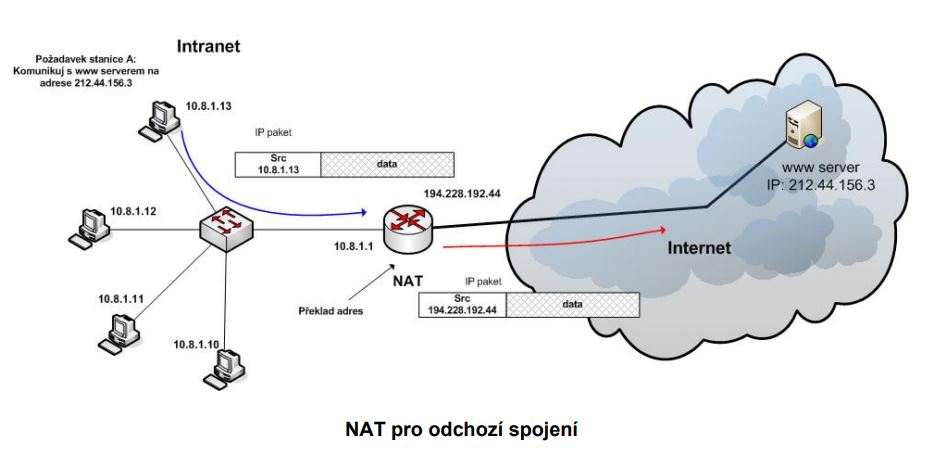 Intranet
Požadavek stanice A:
Komunikuj s www serverem na
adrese 212.44.156.3
10.8.1.13
IP paket
Src
10.8.1.13
data
www server
IP: 212.44.156.3
194.228.192.44
10.8.1.12
10.8.1.1
Internet
NAT
IP paket
10.8.1.11
Překlad adres
Src
194.228.192.44
data
10.8.1.10
NAT pro odchozí spojení